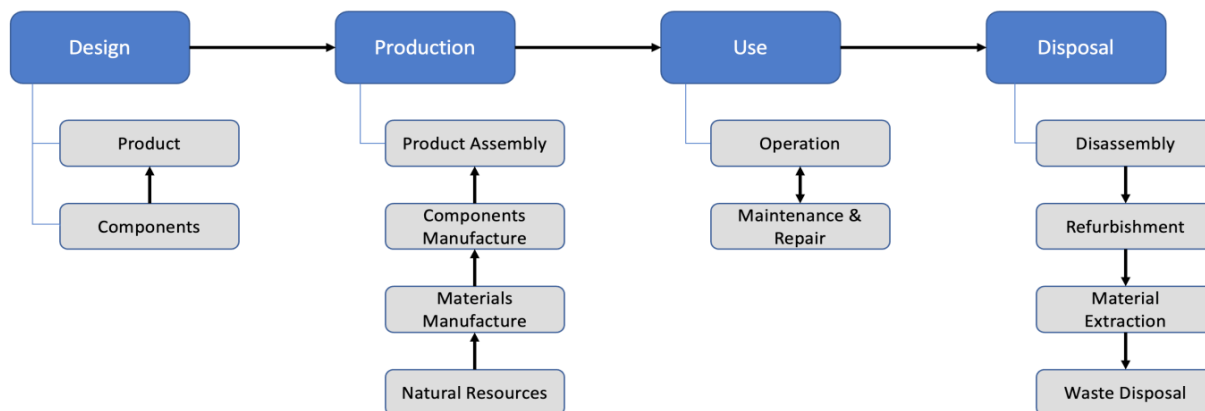 Design
Production
Use
Disposal
Product
Components
Product Assembly
Components
Manufacture
Materials
Manufacture
Natural Resources
Operation
Maintenance &
Repair
Disassembly
Refurbishment
Material
Extraction
Waste Disposal